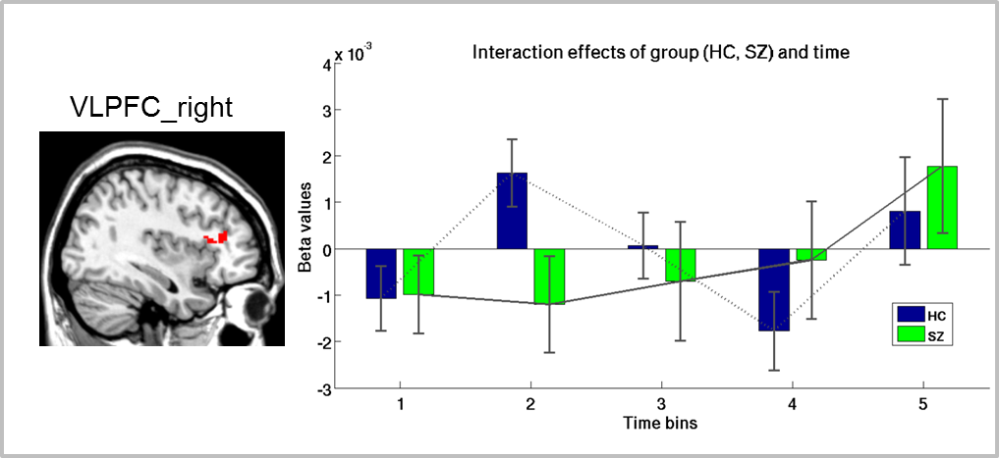 VLPFC_right
Interaction effects of group (HC, SZ) and time
x 10⁻³
4
3
2
1
0
-1
-2
-3
Beta values
1 2 3 4 5
Time bins
HC
SZ